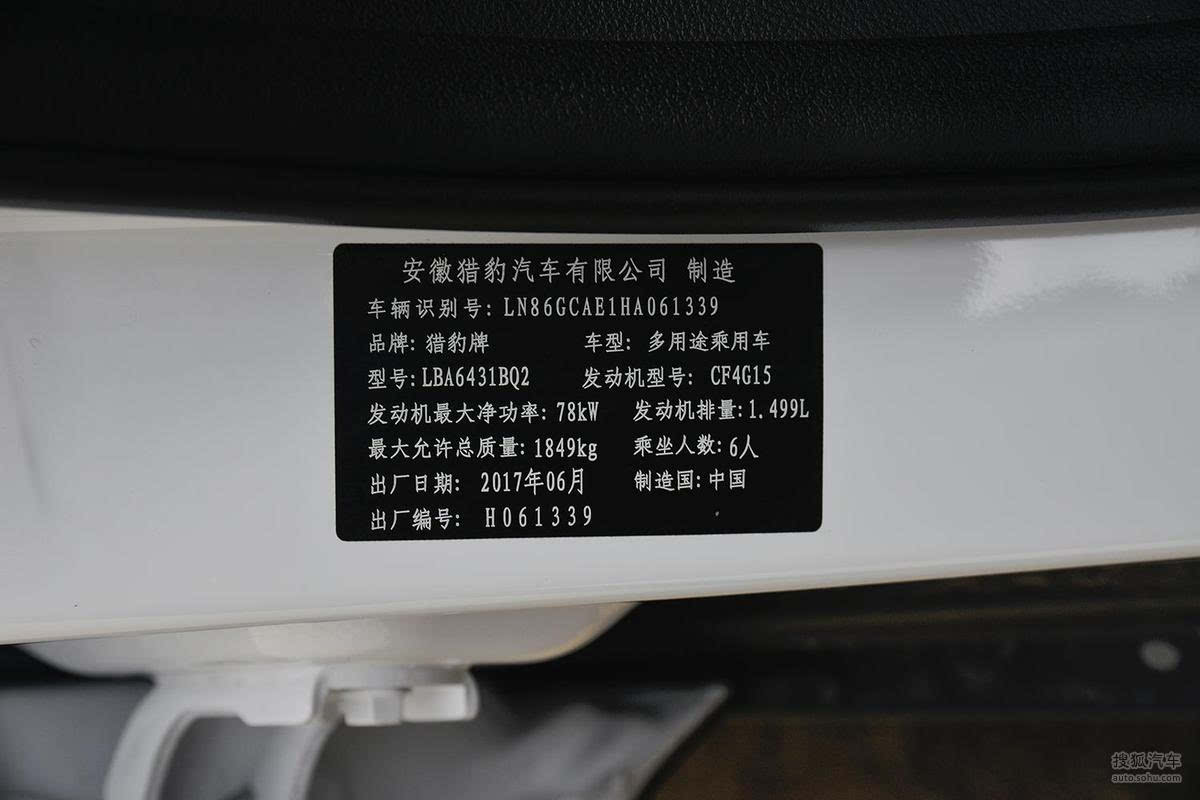 安徽猎豹汽车有限公司 制造
车辆识别号: LN86GCAE1HA061339
品牌: 猎豹牌 车型: 多用途乘用车
型号: LBA6431BQ2 发动机型号: CF4G15
发动机最大净功率: 78kW 发动机排量: 1.499L
最大允许总质量: 1849kg 乘坐人数: 6人
出厂日期: 2017年06月 制造国: 中国
出厂编号: H061339
搜狐汽车
auto.sohu.com